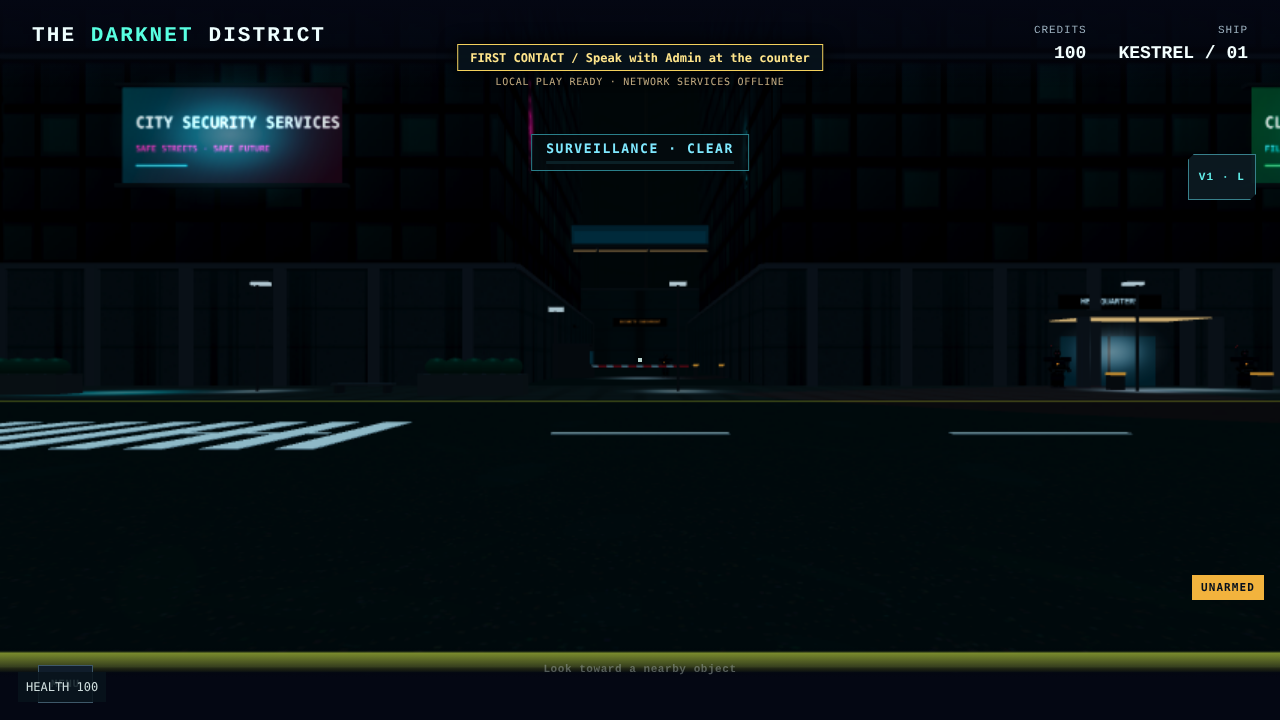 THE DARKNET DISTRICT
CREDITS
100
SHIP
KESTREL / 01
FIRST CONTACT / Speak with Admin at the counter
LOCAL PLAY READY · NETWORK SERVICES OFFLINE
SURVEILLANCE · CLEAR
CITY SECURITY SERVICES
SAFE STREETS · SAFE FUTURE
V1 · L
UNARMED
Look toward a nearby object
HEALTH 100